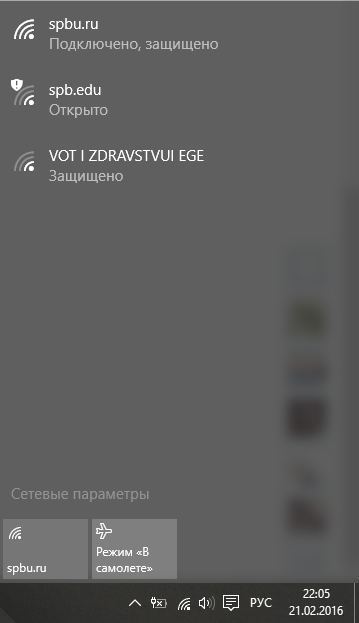 spbu.ru
Подключено, защищено
spb.edu
Открыто
VOT I ZDRAVSTVUI EGE
Защищено
Сетевые параметры
spbu.ru
Режим «В
самолете»
РУС
22:05
21.02.2016